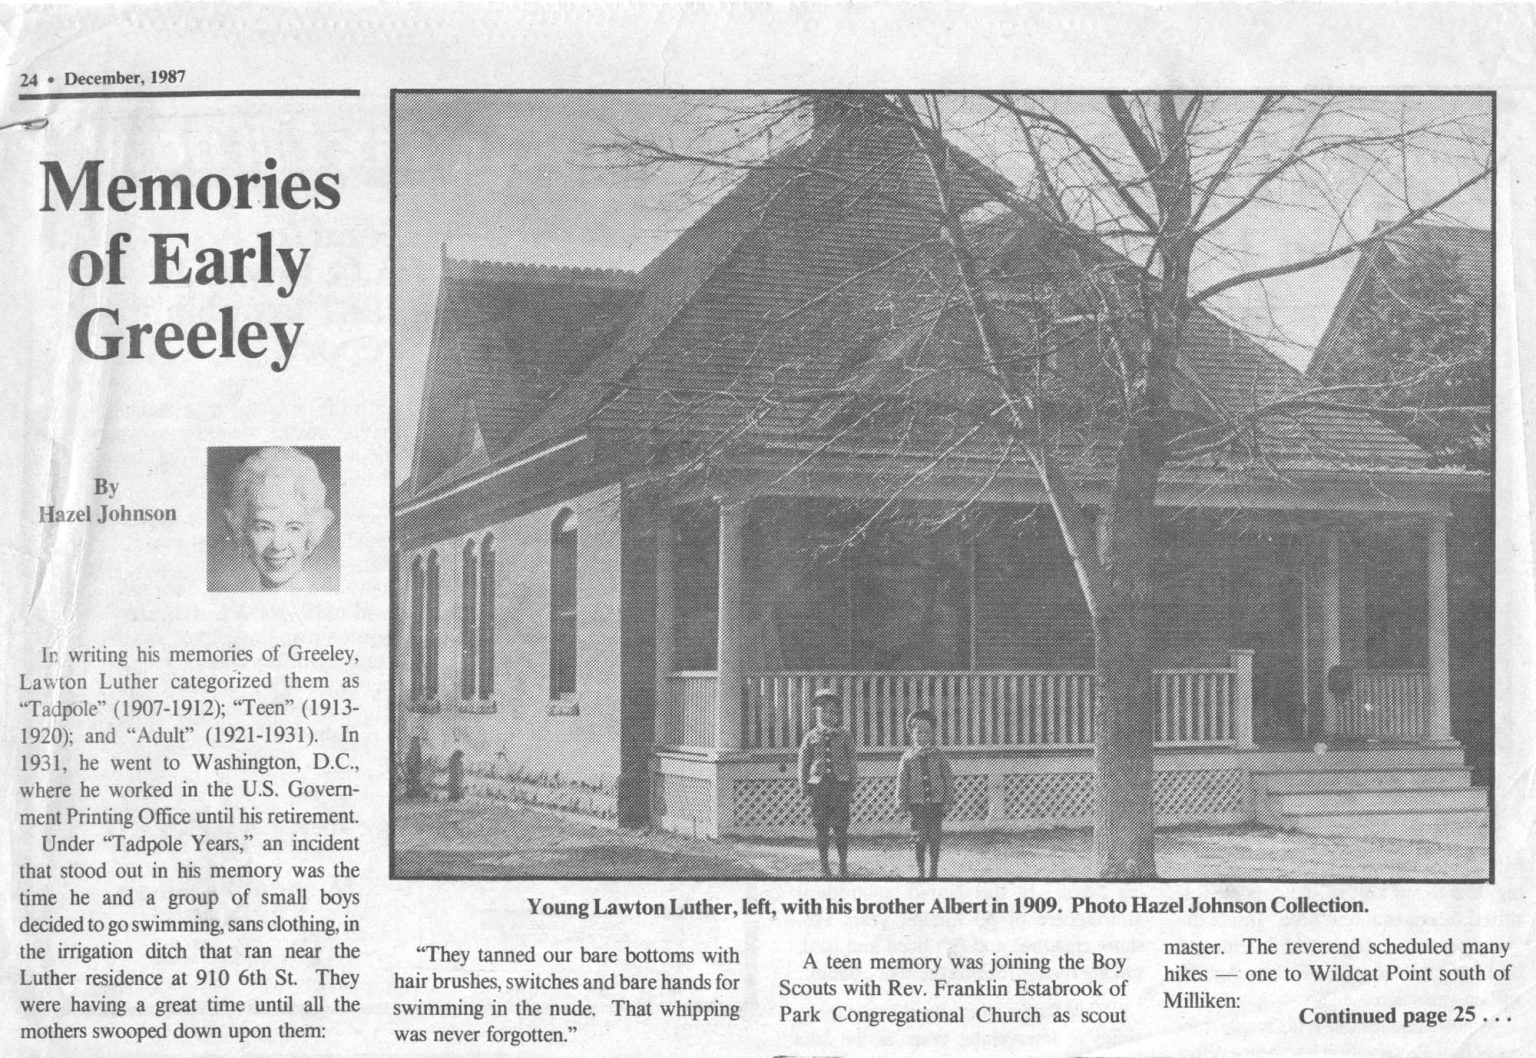 24 • December, 1987
Memories
of Early
Greeley
By
Hazel Johnson
In writing his memories of Greeley,
Lawton Luther categorized them as
“Tadpole” (1907-1912); “Teen” (1913-
1920); and “Adult” (1921-1931). In
1931, he went to Washington, D.C.,
where he worked in the U.S. Govern-
ment Printing Office until his retirement.
Under “Tadpole Years,” an incident
that stood out in his memory was the
time he and a group of small boys
decided to go swimming, sans clothing, in
the irrigation ditch that ran near the
Luther residence at 910 6th St. They
were having a great time until all the
mothers swooped down upon them:
Young Lawton Luther, left, with his brother Albert in 1909. Photo Hazel Johnson Collection.
“They tanned our bare bottoms with
hair brushes, switches and bare hands for
swimming in the nude. That whipping
was never forgotten.”
A teen memory was joining the Boy
Scouts with Rev. Franklin Estabrook of
Park Congregational Church as scout
master. The reverend scheduled many
hikes — one to Wildcat Point south of
Milliken:
Continued page 25 . . .